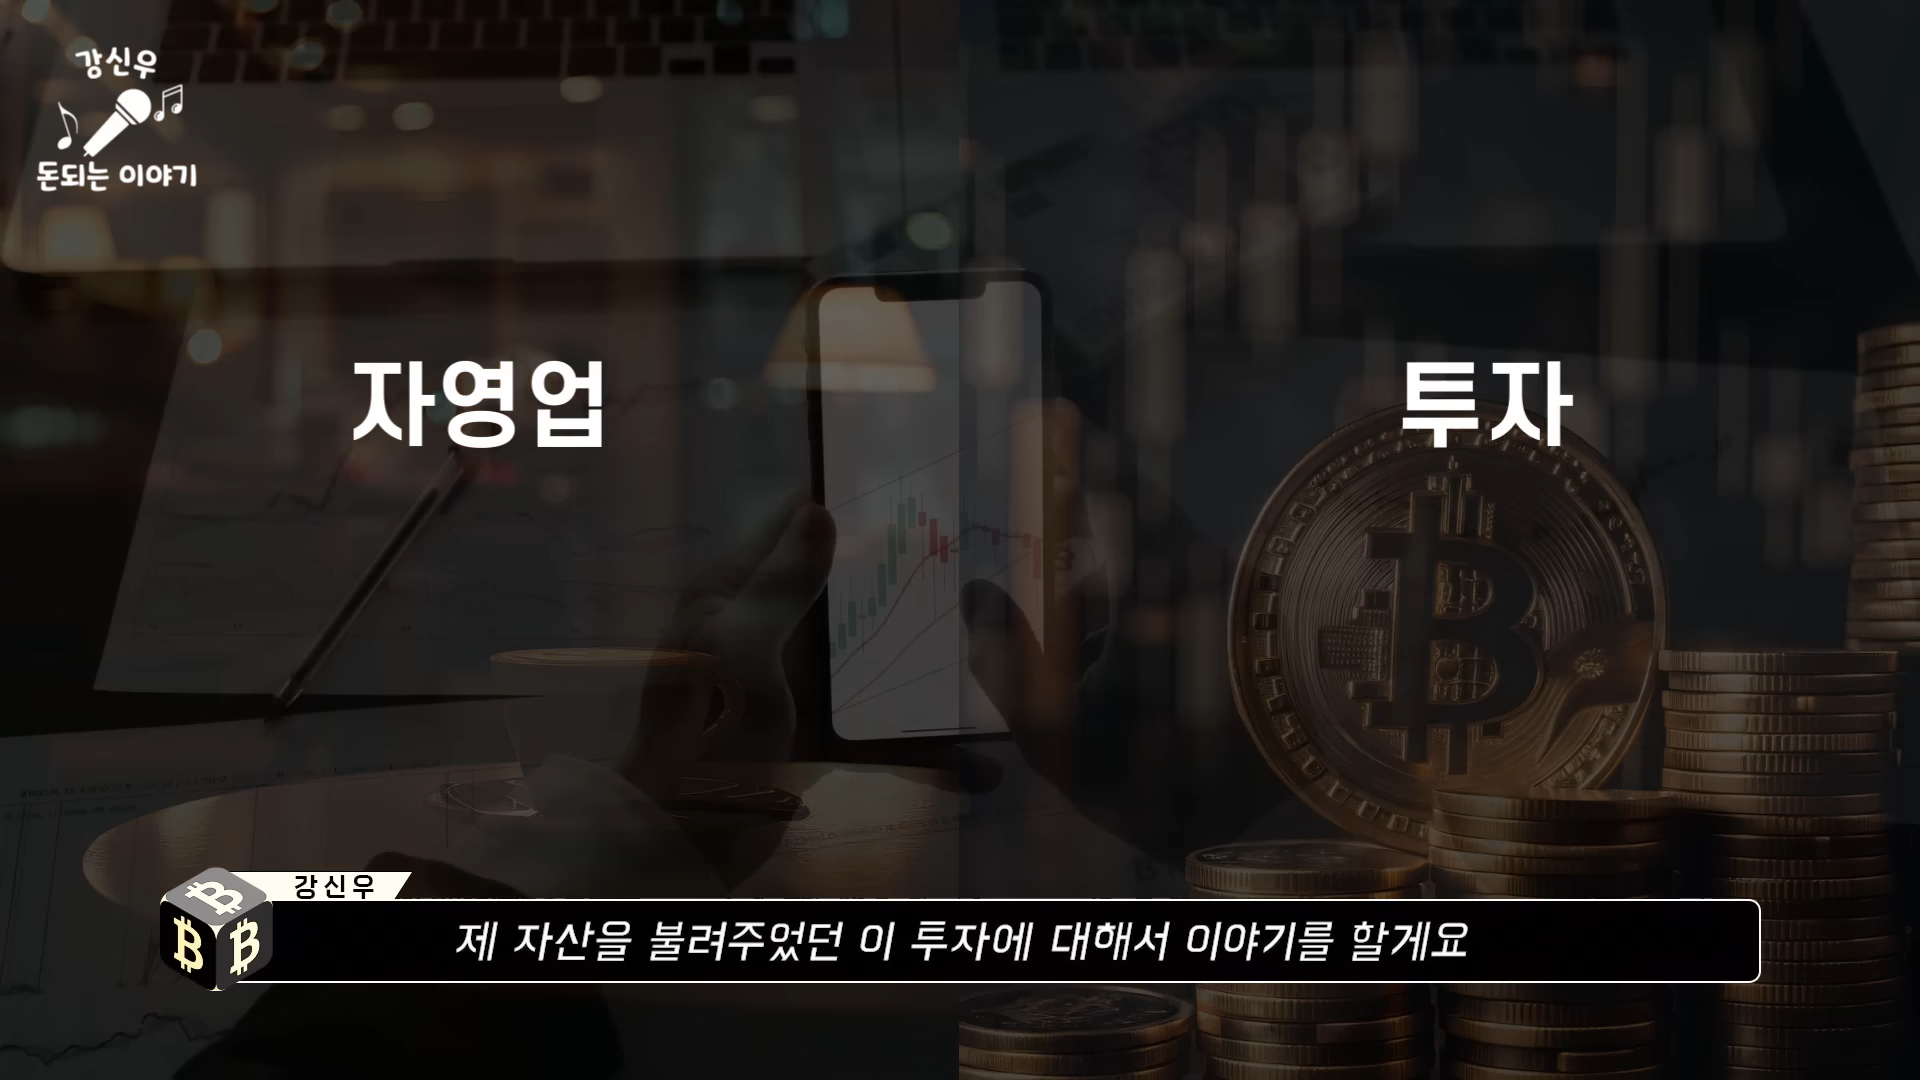 강신우
돈되는 이야기
자영업
투자
강신우
제 자산을 불려주었던 이 투자에 대해서 이야기를 할게요